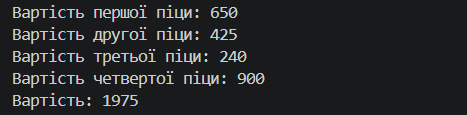 Вартість першої піци: 650
Вартість другої піци: 425
Вартість третьої піци: 240
Вартість четвертої піци: 900
Вартість: 1975